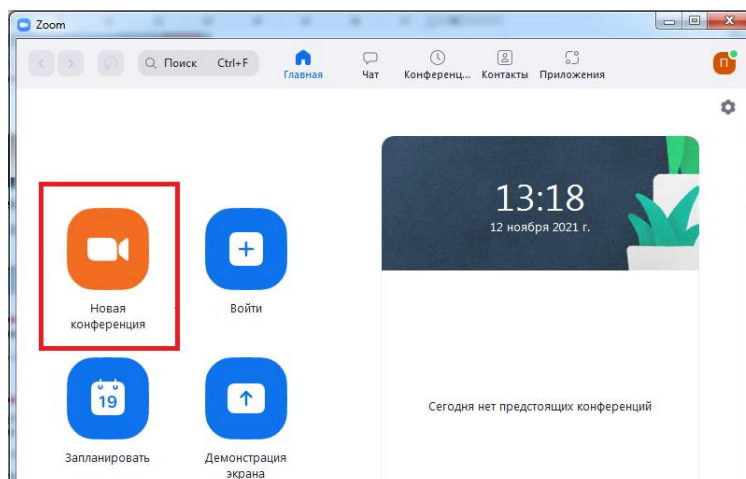 Zoom
Поиск Ctrl+F
Главная
Чат
Конференц...
Контакты
Приложения
П
13:18
12 ноября 2021 г.
Новая
конференция
Войти
19
Запланировать
Демонстрация
экрана
Сегодня нет предстоящих конференций